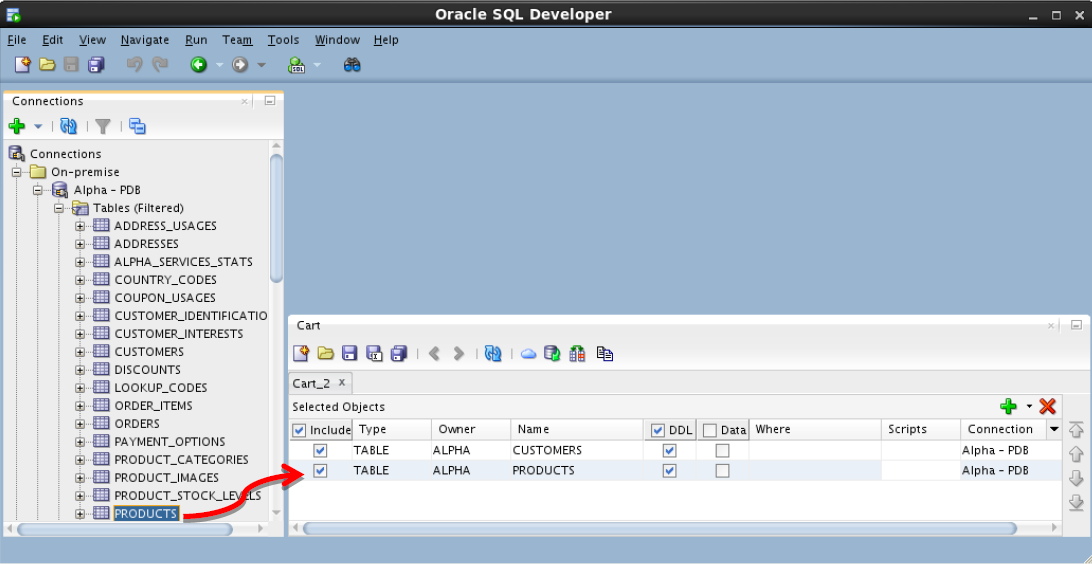 Oracle SQL Developer
File Edit View Navigate Run Team Tools Window Help
SQL
Connections
Connections
On-premise
Alpha - PDB
Tables (Filtered)
ADDRESS_USAGES
ADDRESSES
ALPHA_SERVICES_STATS
COUNTRY_CODES
COUPON_USAGES
CUSTOMER_IDENTIFICATIO
CUSTOMER_INTERESTS
CUSTOMERS
DISCOUNTS
LOOKUP_CODES
ORDER_ITEMS
ORDERS
PAYMENT_OPTIONS
PRODUCT_CATEGORIES
PRODUCT_IMAGES
PRODUCT_STOCK_LEVELS
PRODUCTS
Cart
Cart_2 x
Selected Objects
Include Type Owner Name DDL Data Where Scripts Connection
TABLE ALPHA CUSTOMERS Alpha - PDB
TABLE ALPHA PRODUCTS Alpha - PDB